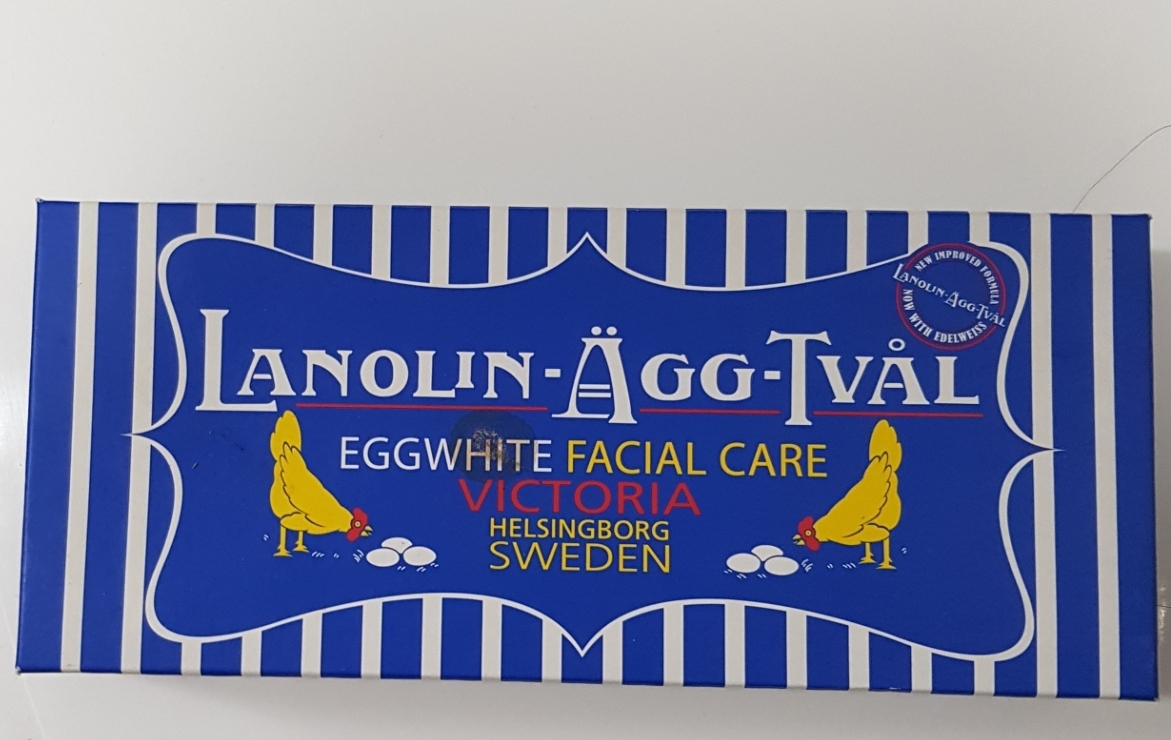 NEW IMPROVED FORMULA
LANOLIN-ÄGG-TVÅL
NOW WITH EDELWEISS
LANOLIN-ÄGG-TVÅL
EGGWHITE FACIAL CARE
VICTORIA
HELSINGBORG
SWEDEN